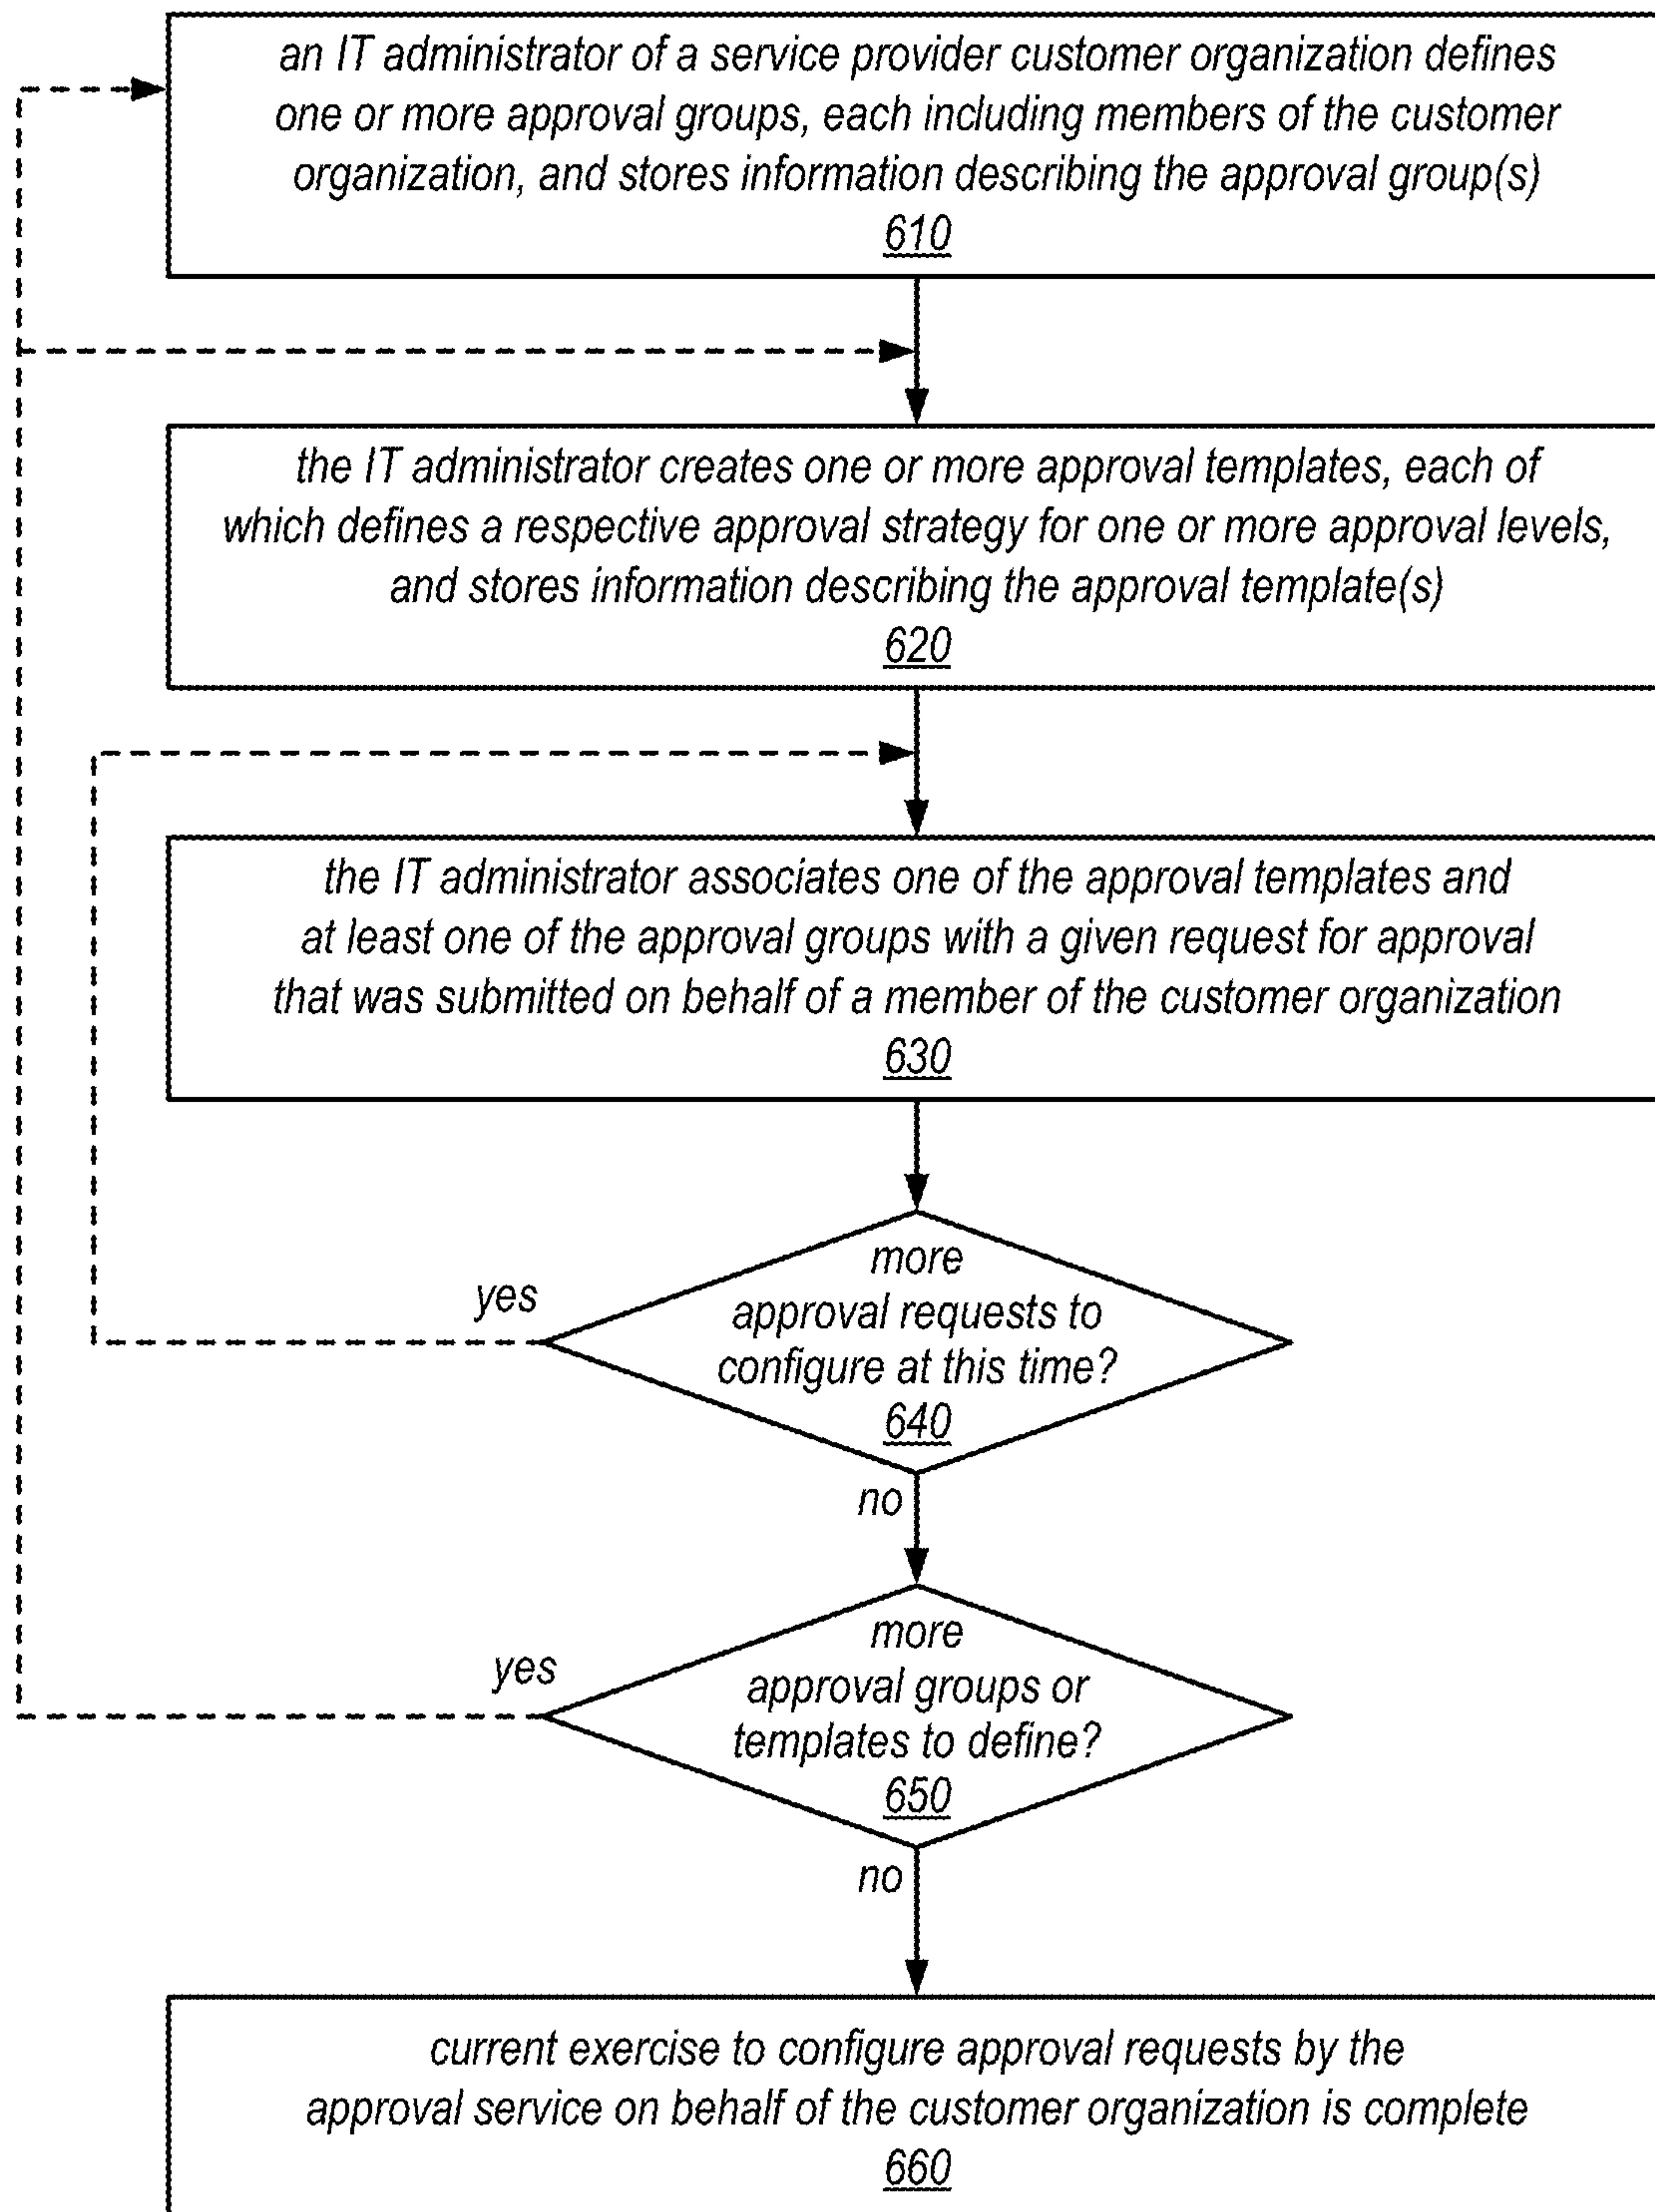 an IT administrator of a service provider customer organization defines
one or more approval groups, each including members of the customer
organization, and stores information describing the approval group(s)
610
the IT administrator creates one or more approval templates, each of
which defines a respective approval strategy for one or more approval levels,
and stores information describing the approval template(s)
620
the IT administrator associates one of the approval templates and
at least one of the approval groups with a given request for approval
that was submitted on behalf of a member of the customer organization
630
more
yes
approval requests to
configure at this time?
640
no
more
yes
approval groups or
templates to define?
650
no
current exercise to configure approval requests by the
approval service on behalf of the customer organization is complete
660